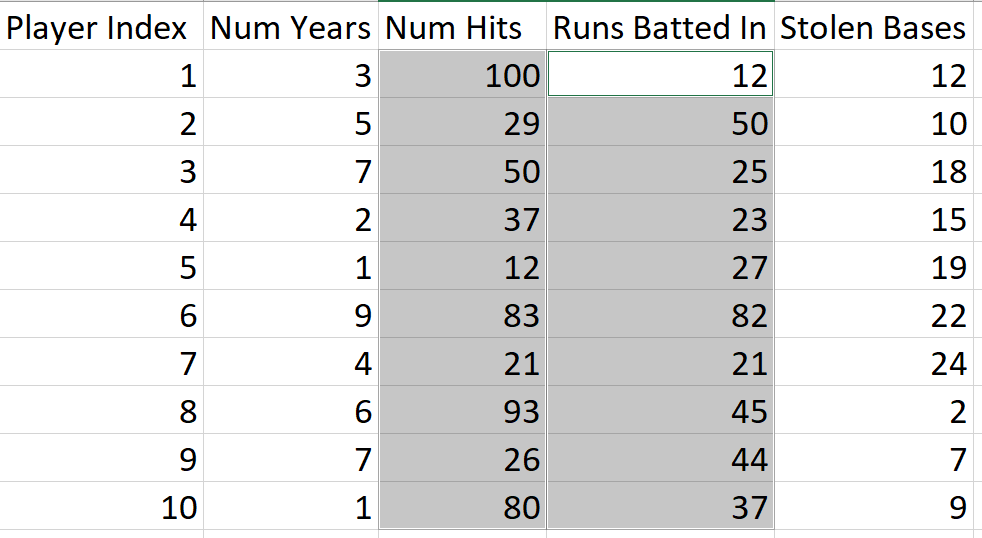 Player Index Num Years Num Hits Runs Batted In Stolen Bases
1 3 100 12 12
2 5 29 50 10
3 7 50 25 18
4 2 37 23 15
5 1 12 27 19
6 9 83 82 22
7 4 21 21 24
8 6 93 45 2
9 7 26 44 7
10 1 80 37 9